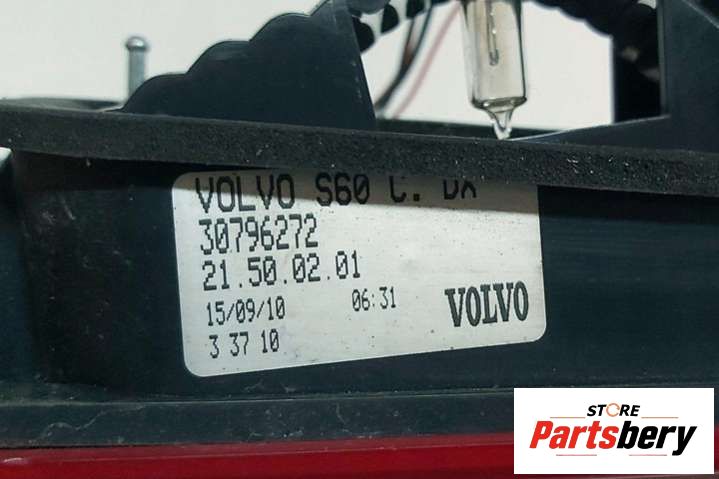 VOLVO S60 C. DX
30796272
21.50.02.01
15/09/10 06:31
3 37 10
VOLVO
STORE
Partsbery